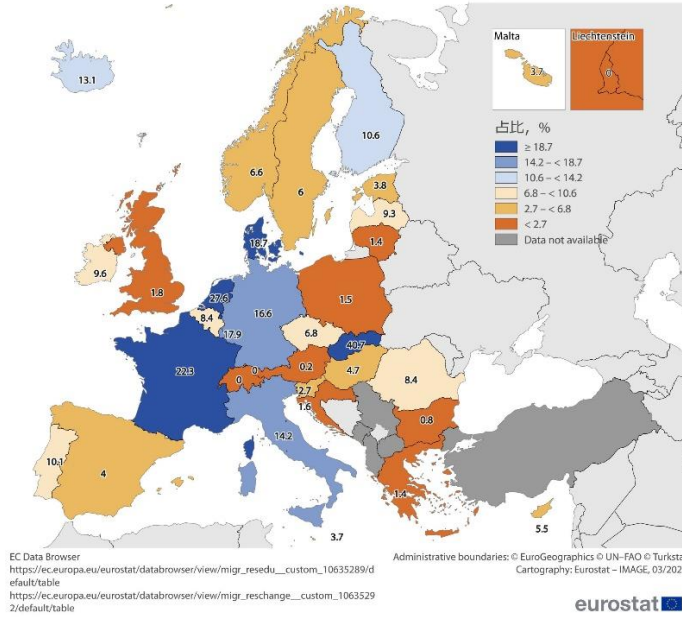 Malta
3.7
Liechtenstein
0
占比，%
≥ 18.7
14.2 – < 18.7
10.6 – < 14.2
6.8 – < 10.6
2.7 – < 6.8
< 2.7
Data not available
13.1
10.6
6.6
6
3.8
9.3
18.7
1.4
9.6
1.8
27.6
16.6
1.5
8.4
17.9
6.8
40.7
22.3
0
0
0.2
4.7
2.7
1.6
8.4
0.8
14.2
10.1
4
1.4
3.7
5.5
EC Data Browser
https://ec.europa.eu/eurostat/databrowser/view/migr_resedu__custom_10635289/d
efault/table
https://ec.europa.eu/eurostat/databrowser/view/migr_reschange__custom_1063529
2/default/table
Administrative boundaries: © EuroGeographics © UN–FAO © Turksta
Cartography: Eurostat – IMAGE, 03/202
eurostat